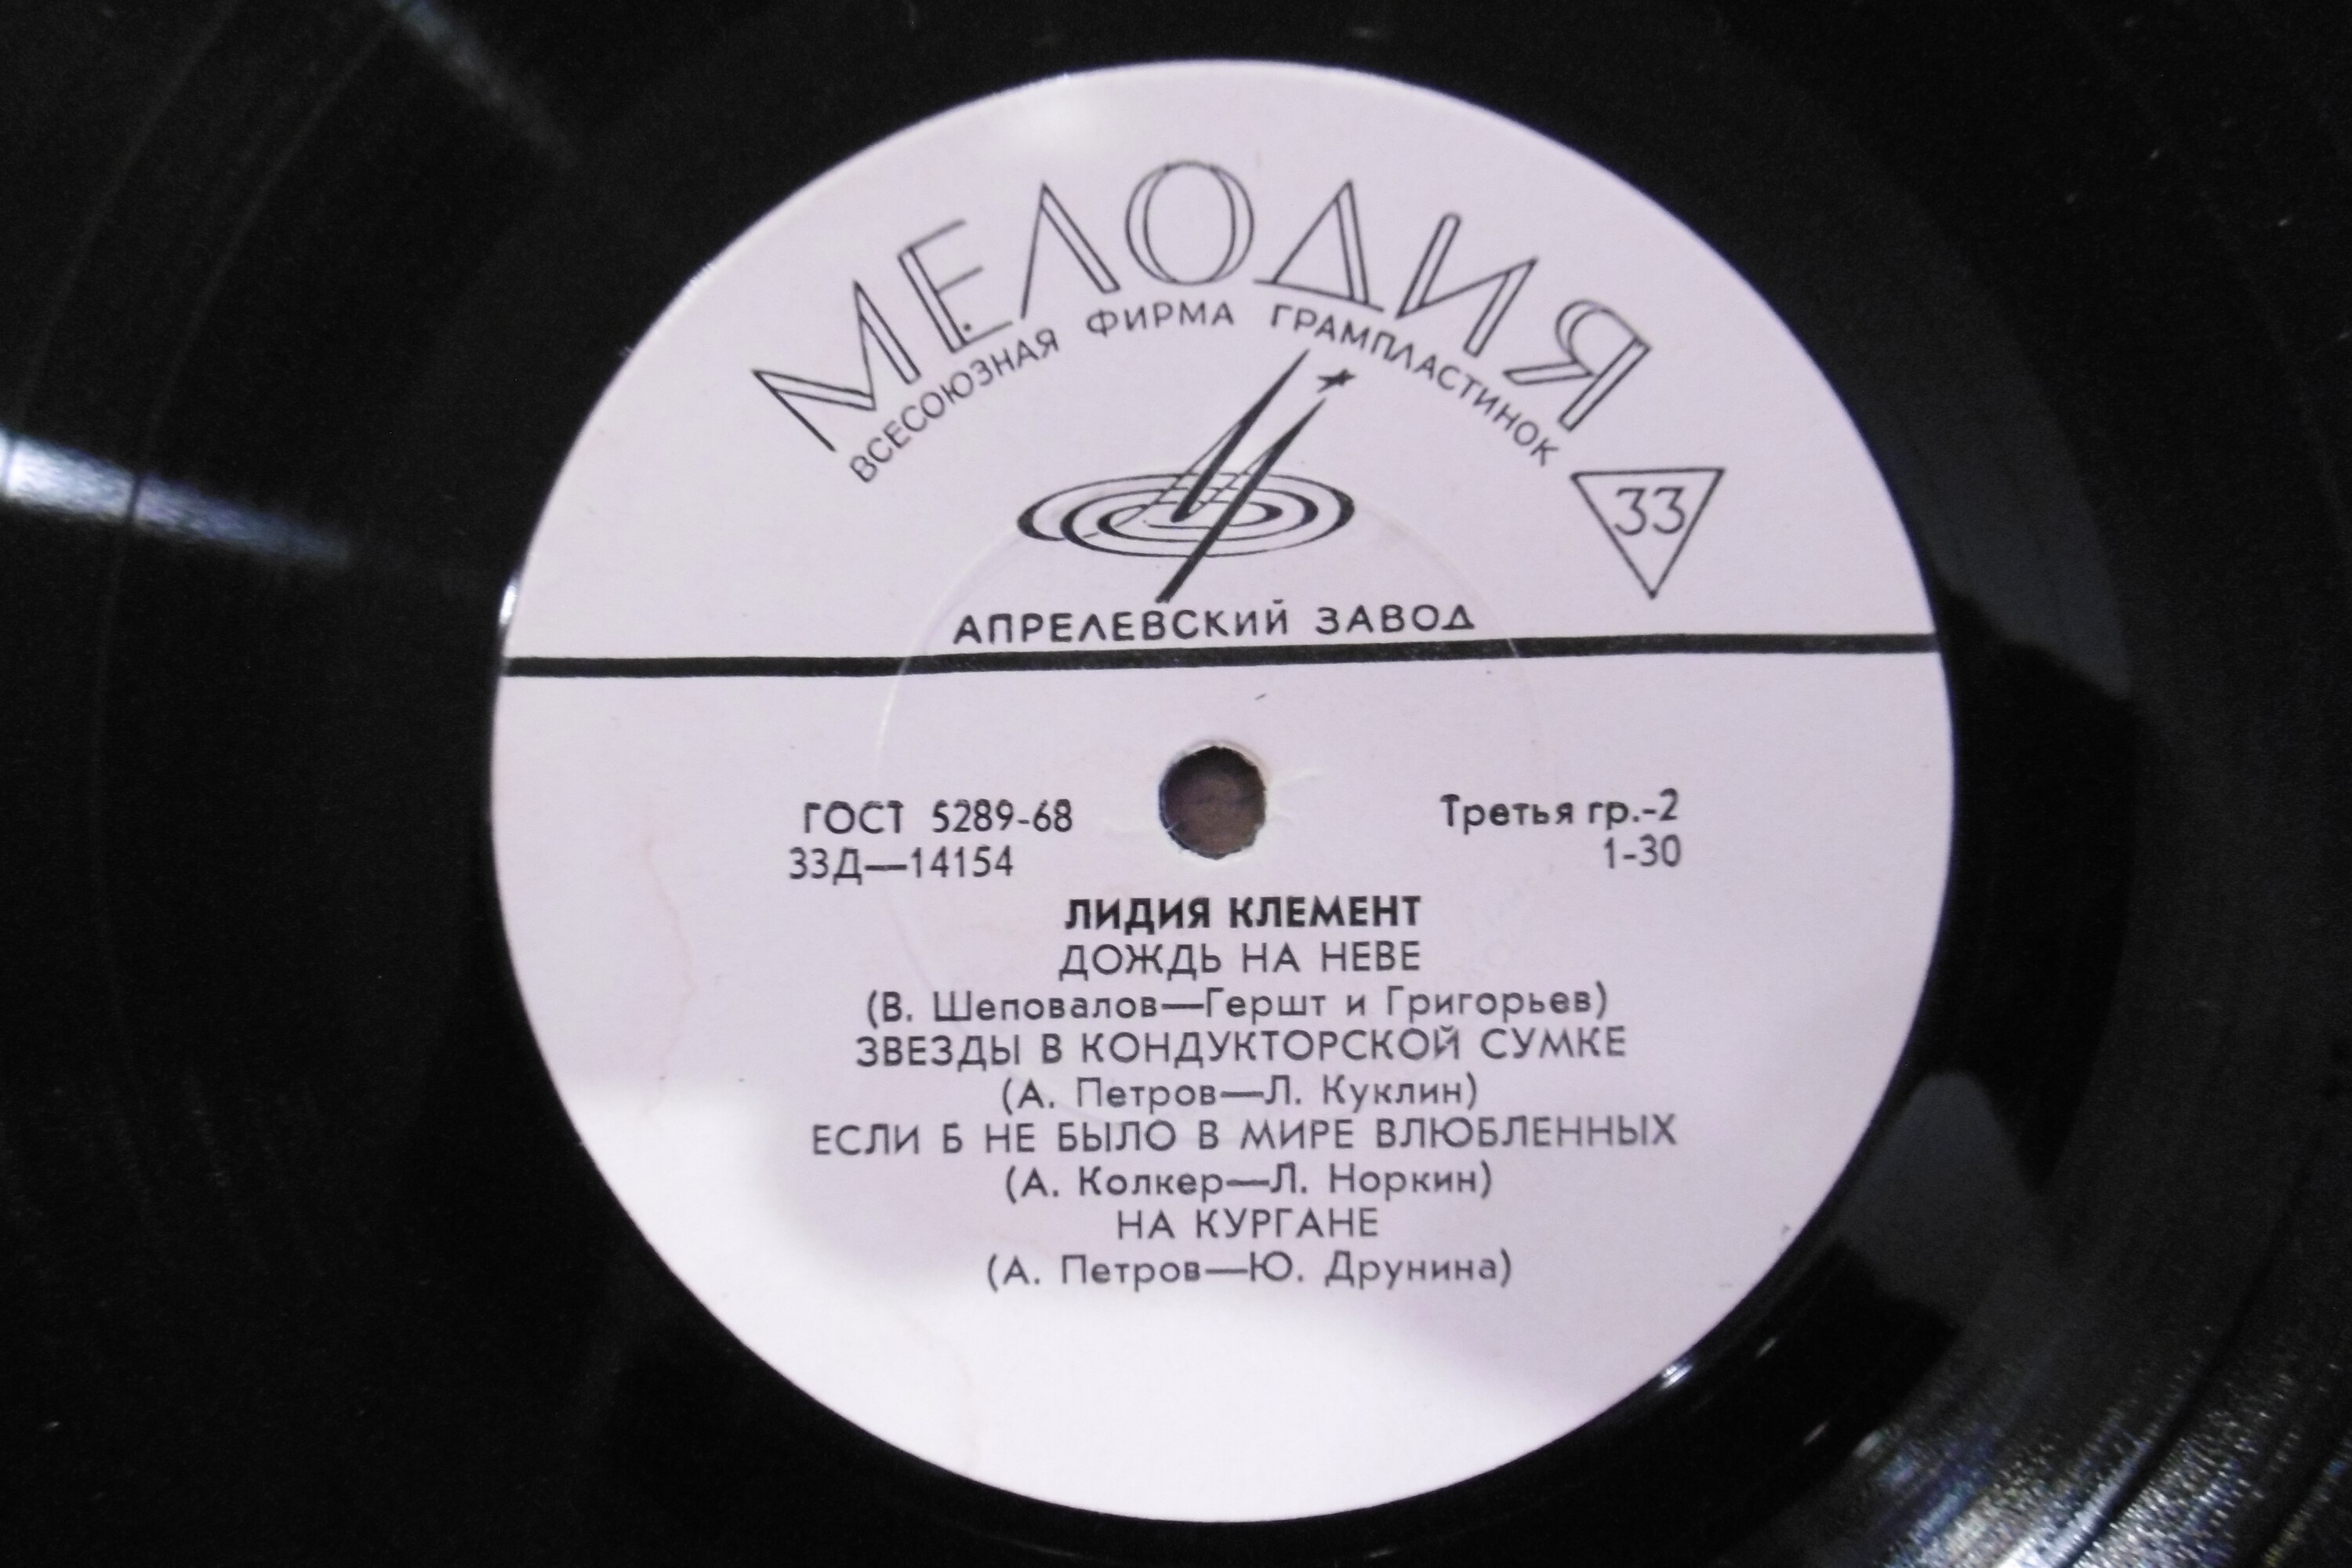 МЕЛОДИЯ
ВСЕСОЮЗНАЯ ФИРМА ГРАМПЛАСТИНОК
33
АПРЕЛЕВСКИЙ ЗАВОД
ГОСТ 5289-68
Третья гр.-2
33Д—14154
1-30
ЛИДИЯ КЛЕМЕНТ
ДОЖДЬ НА НЕВЕ
(В. Шеповалов—Гершт и Григорьев)
ЗВЕЗДЫ В КОНДУКТОРСКОЙ СУМКЕ
(А. Петров—Л. Куклин)
ЕСЛИ Б НЕ БЫЛО В МИРЕ ВЛЮБЛЕННЫХ
(А. Колкер—Л. Норкин)
НА КУРГАНЕ
(А. Петров—Ю. Друнина)